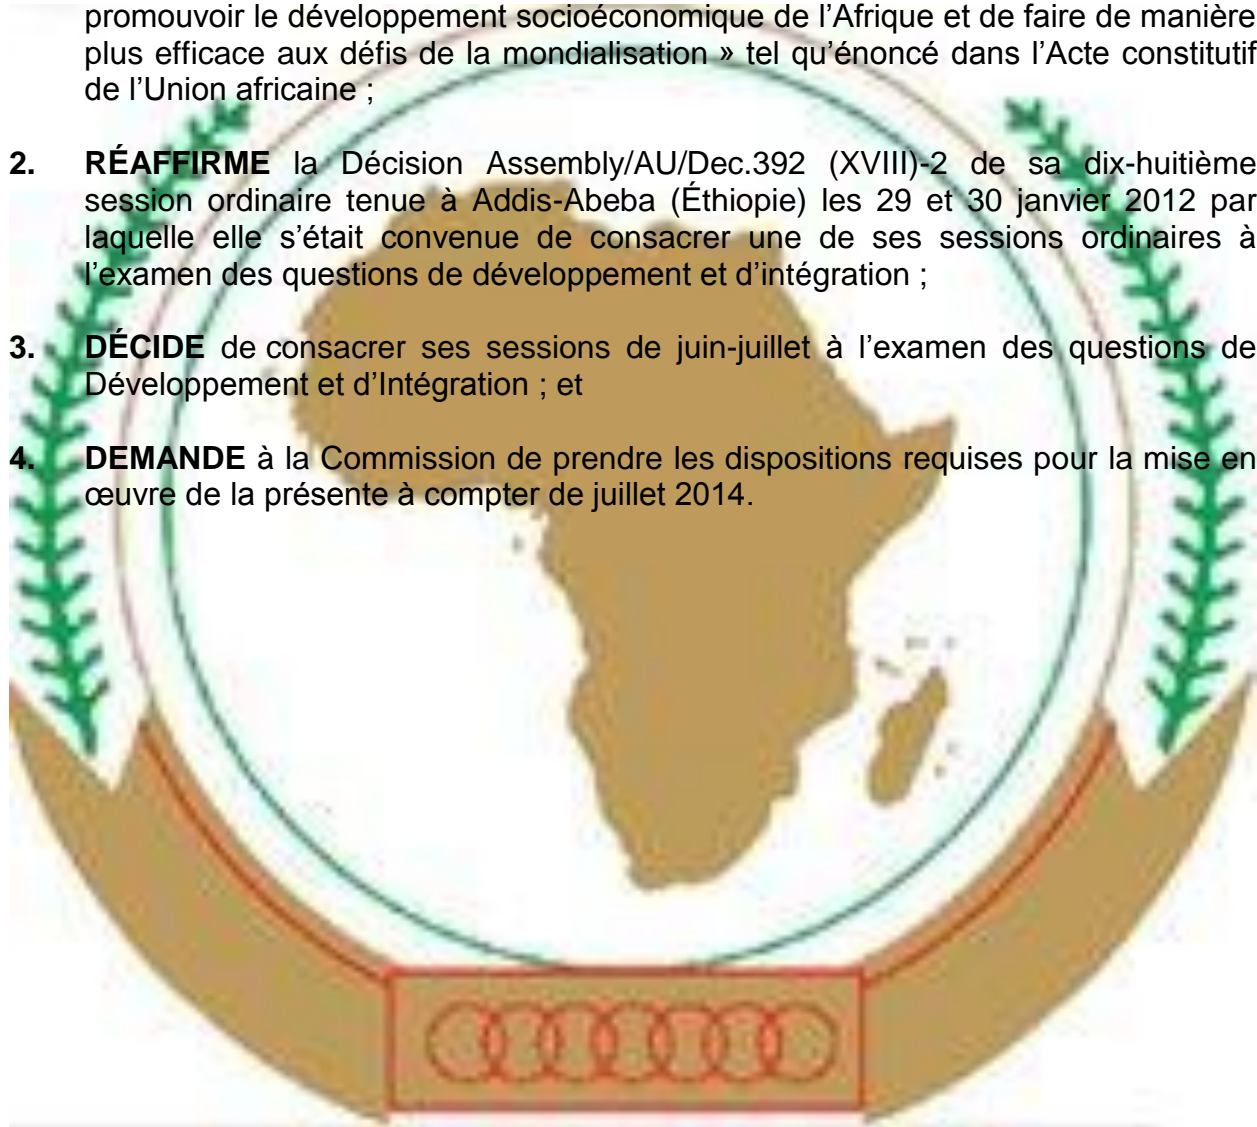 promouvoir le développement socioéconomique de l’Afrique et de faire de manière
plus efficace aux défis de la mondialisation » tel qu’énoncé dans l’Acte constitutif
de l’Union africaine ;
2. RÉAFFIRME la Décision Assembly/AU/Dec.392 (XVIII)-2 de sa dix-huitième
session ordinaire tenue à Addis-Abeba (Éthiopie) les 29 et 30 janvier 2012 par
laquelle elle s’était convenue de consacrer une de ses sessions ordinaires à
l’examen des questions de développement et d’intégration ;
3. DÉCIDE de consacrer ses sessions de juin-juillet à l’examen des questions de
Développement et d’Intégration ; et
4. DEMANDE à la Commission de prendre les dispositions requises pour la mise en
œuvre de la présente à compter de juillet 2014.